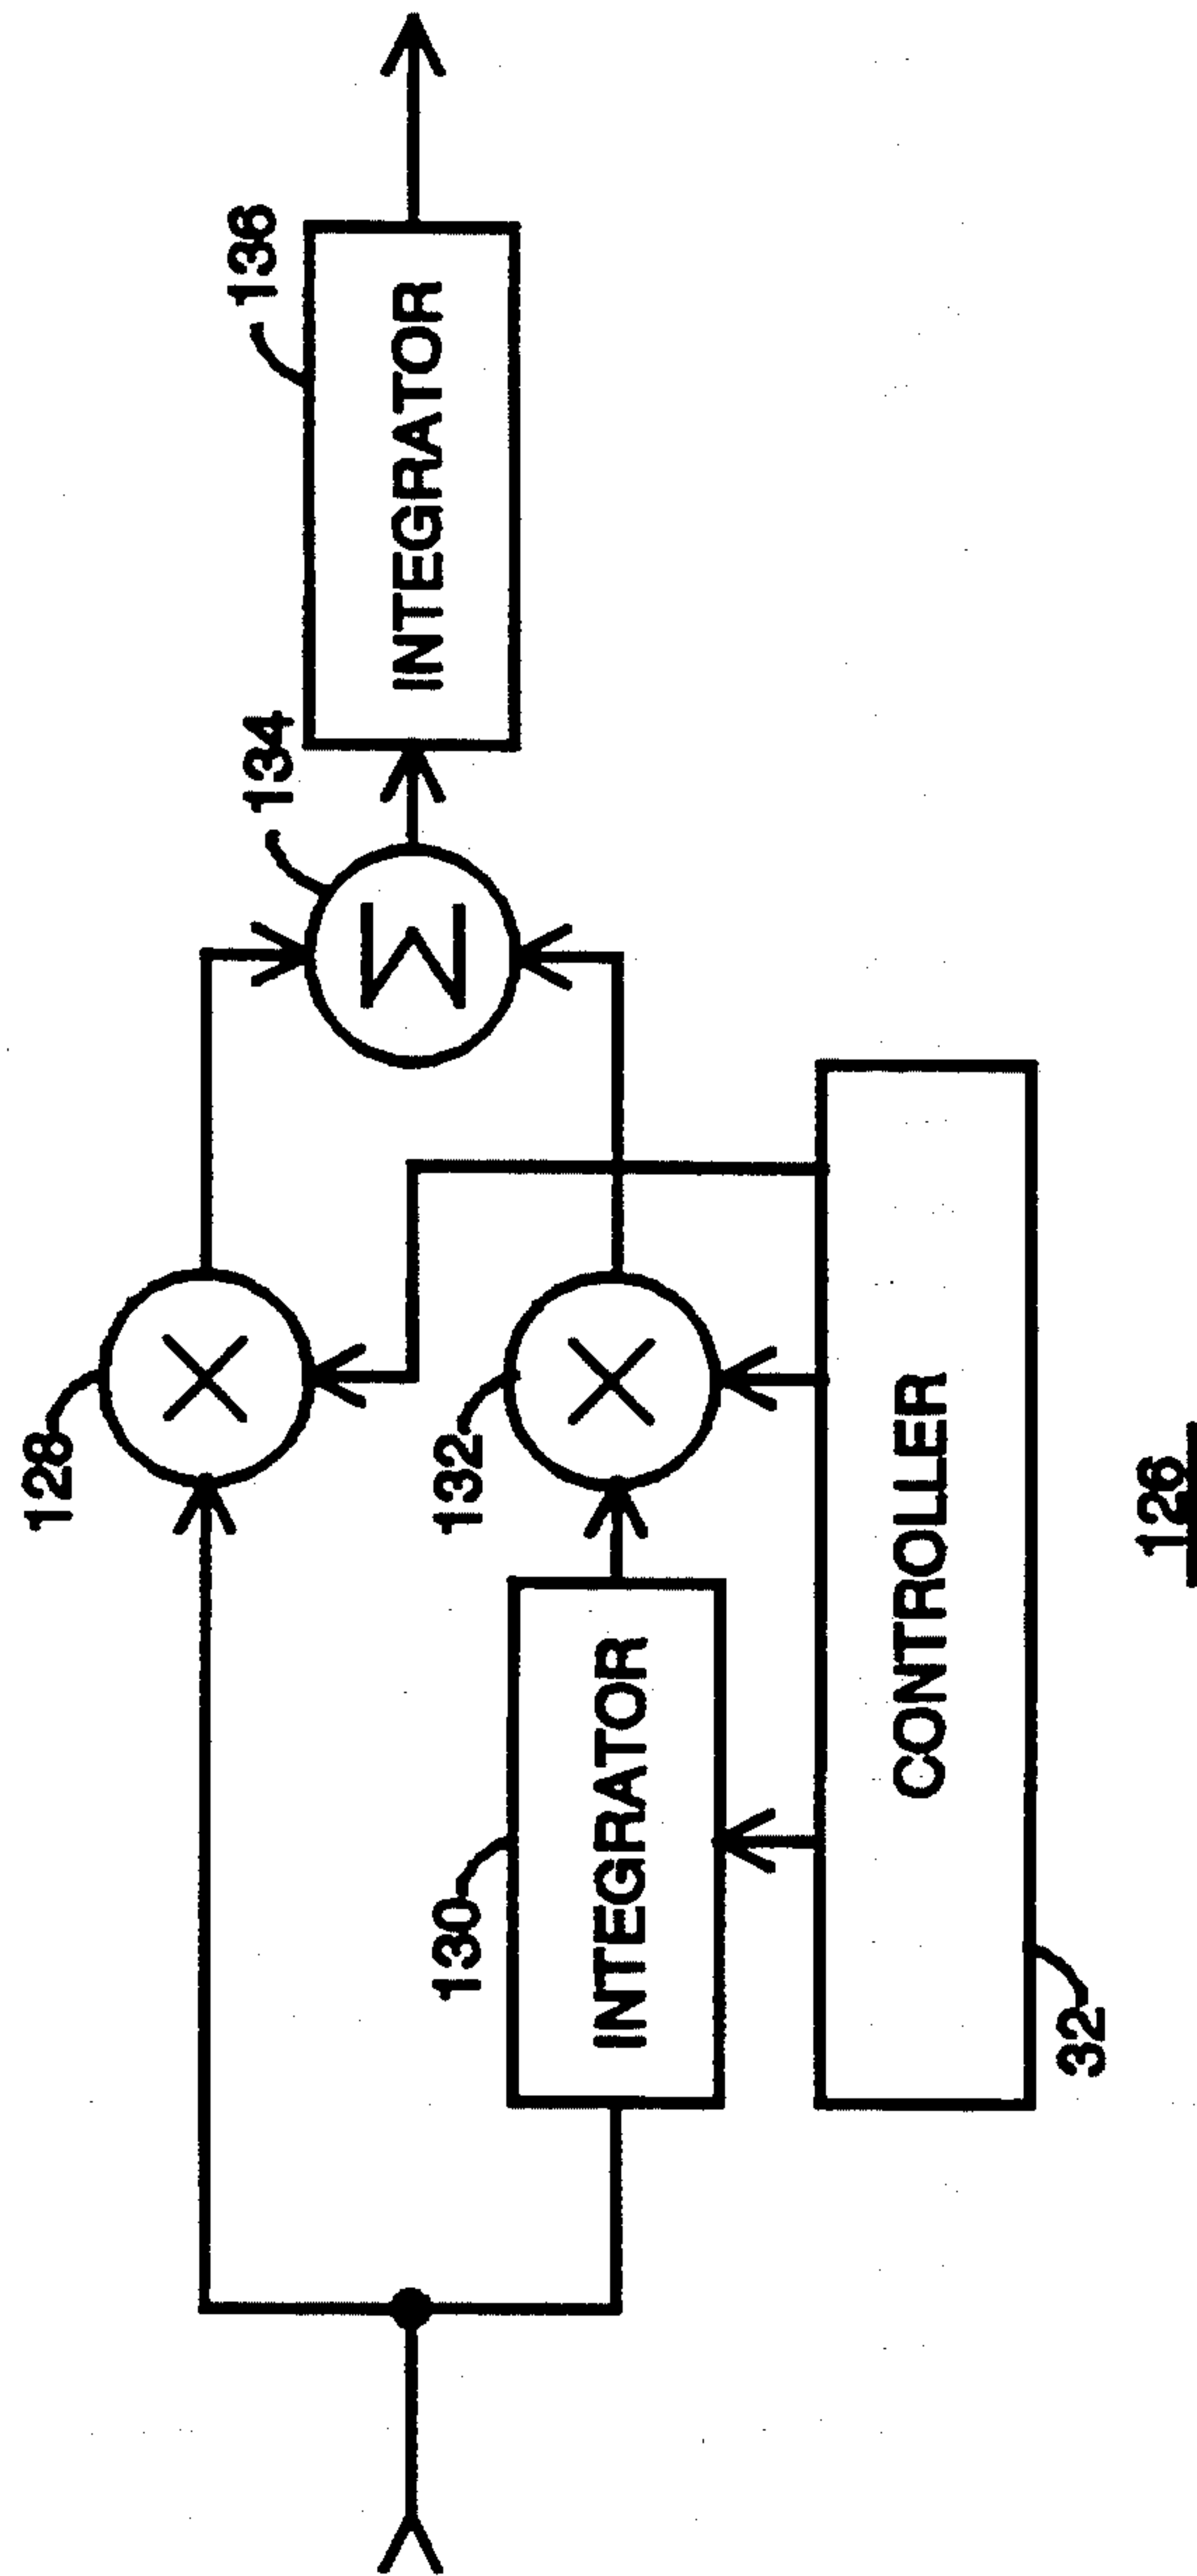 128
134
136
Σ
INTEGRATOR
132
130
INTEGRATOR
CONTROLLER
32
126